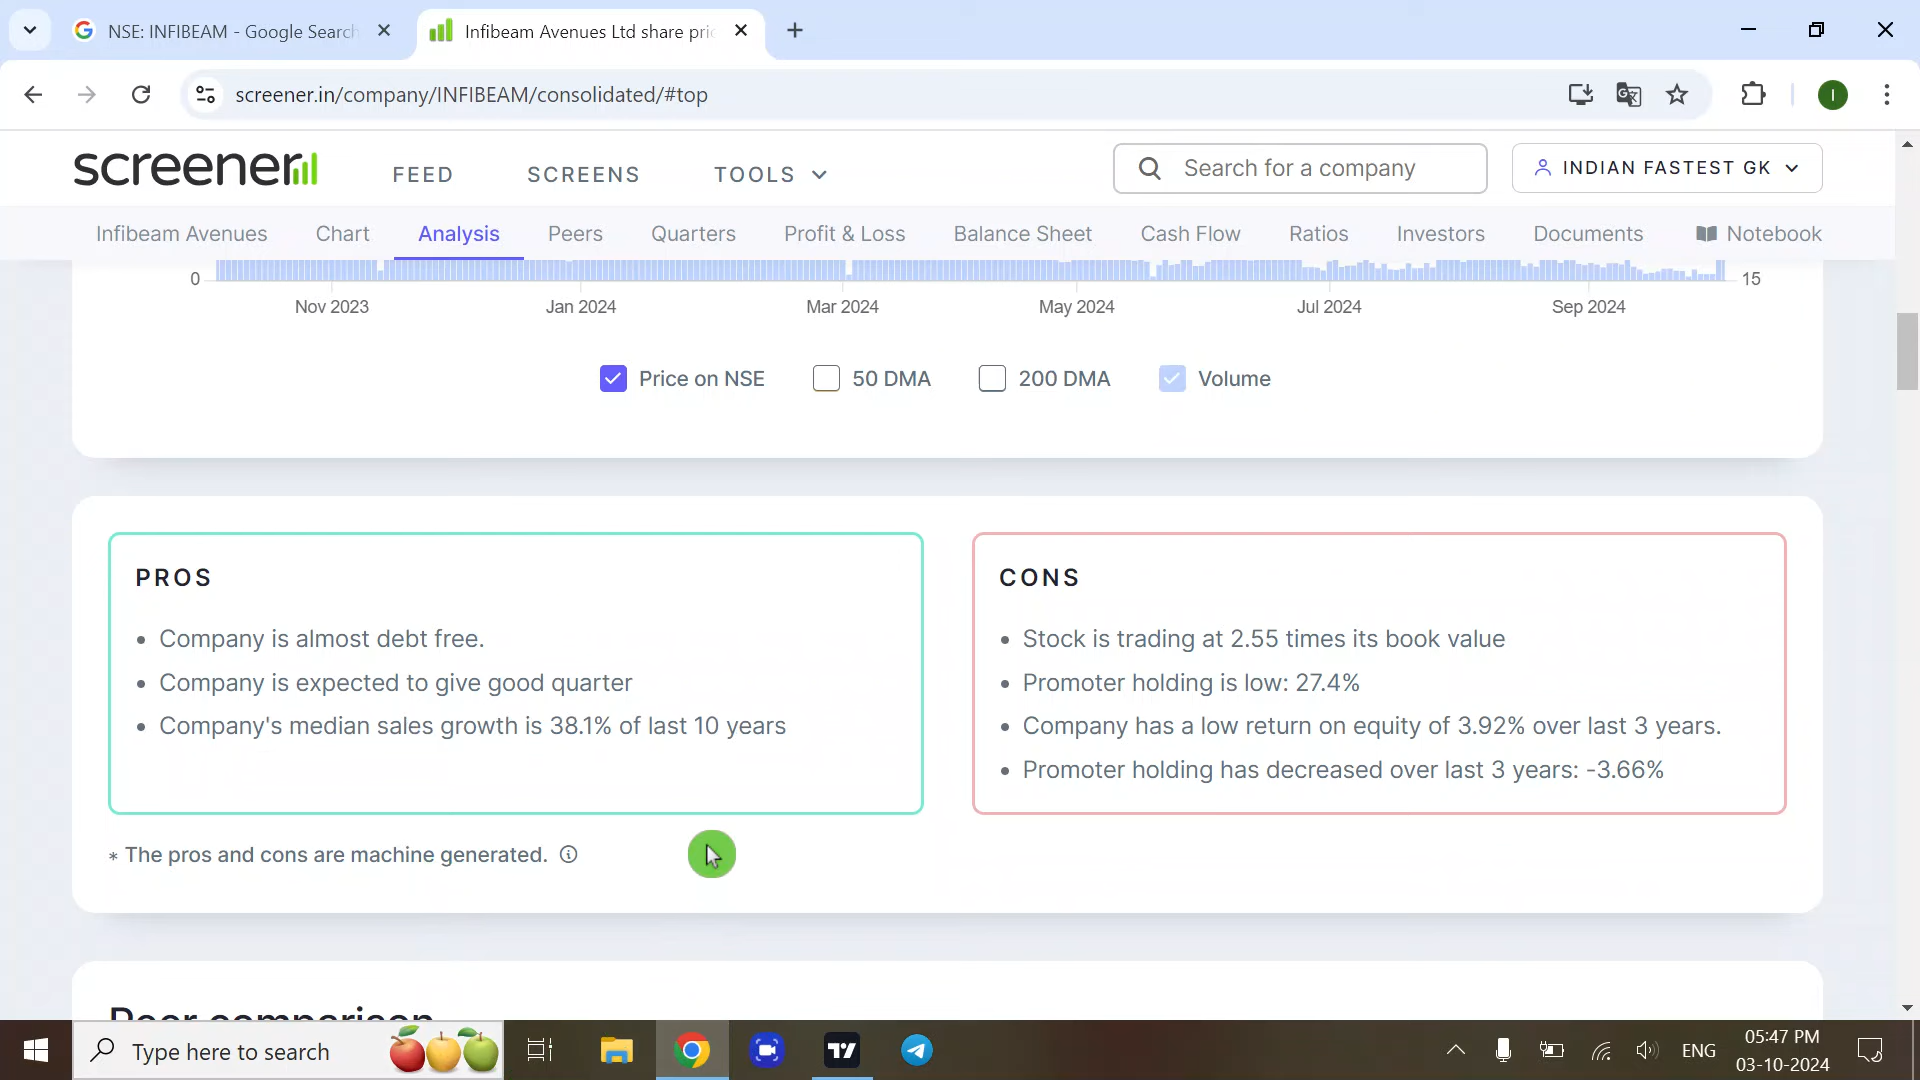 NSE: INFIBEAM - Google Search
Infibeam Avenues Ltd share pric
screener.in/company/INFIBEAM/consolidated/#top
I
screener
FEED
SCREENS
TOOLS
Search for a company
INDIAN FASTEST GK
Infibeam Avenues
Chart
Analysis
Peers
Quarters
Profit & Loss
Balance Sheet
Cash Flow
Ratios
Investors
Documents
Notebook
0
15
Nov 2023
Jan 2024
Mar 2024
May 2024
Jul 2024
Sep 2024
Price on NSE
50 DMA
200 DMA
Volume
PROS
• Company is almost debt free.
• Company is expected to give good quarter
• Company's median sales growth is 38.1% of last 10 years
CONS
• Stock is trading at 2.55 times its book value
• Promoter holding is low: 27.4%
• Company has a low return on equity of 3.92% over last 3 years.
• Promoter holding has decreased over last 3 years: -3.66%
* The pros and cons are machine generated.
Peer comparison
Type here to search
ENG
05:47 PM
03-10-2024